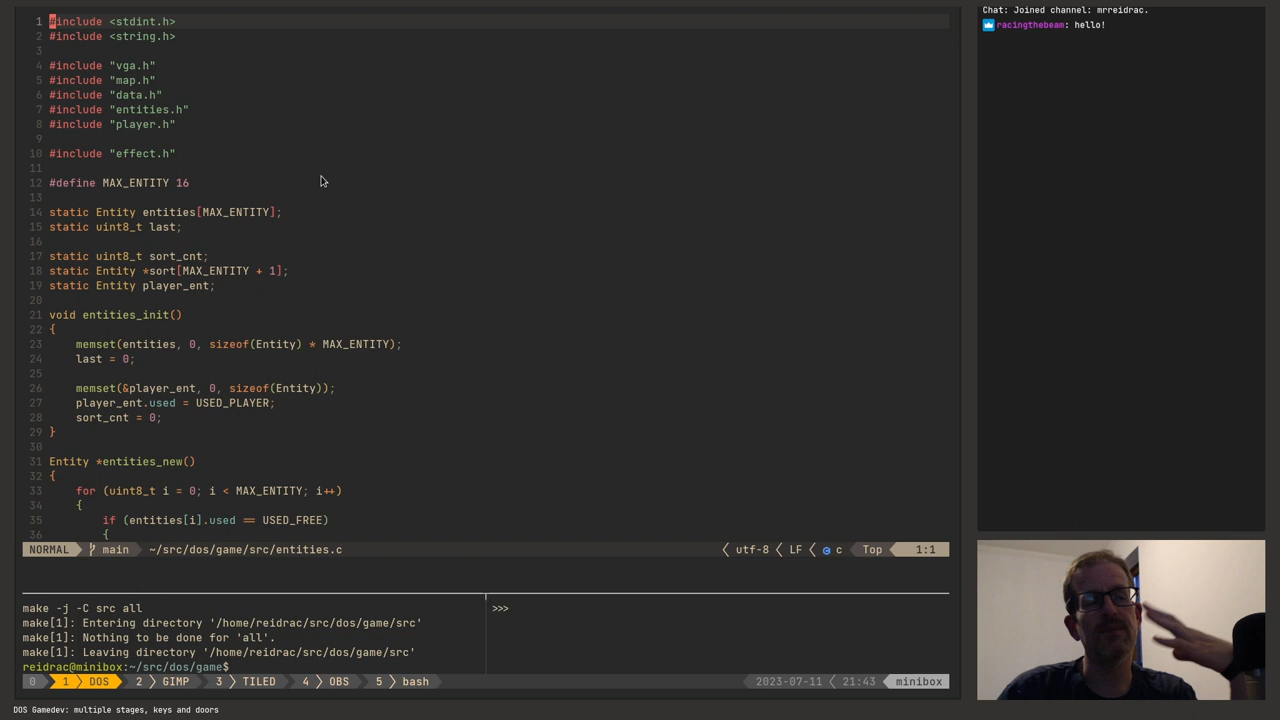 1 #include <stdint.h>
2 #include <string.h>
3
4 #include "vga.h"
5 #include "map.h"
6 #include "data.h"
7 #include "entities.h"
8 #include "player.h"
9
10 #include "effect.h"
11
12 #define MAX_ENTITY 16
13
14 static Entity entities[MAX_ENTITY];
15 static uint8_t last;
16
17 static uint8_t sort_cnt;
18 static Entity *sort[MAX_ENTITY + 1];
19 static Entity player_ent;
20
21 void entities_init()
22 {
23     memset(entities, 0, sizeof(Entity) * MAX_ENTITY);
24     last = 0;
25
26     memset(&player_ent, 0, sizeof(Entity));
27     player_ent.used = USED_PLAYER;
28     sort_cnt = 0;
29 }
30
31 Entity *entities_new()
32 {
33     for (uint8_t i = 0; i < MAX_ENTITY; i++)
34     {
35         if (entities[i].used == USED_FREE)
36         {
NORMAL main ~/src/dos/game/src/entities.c utf-8 LF c Top 1:1
make -j -C src all
make[1]: Entering directory '/home/reidrac/src/dos/game/src'
make[1]: Nothing to be done for 'all'.
make[1]: Leaving directory '/home/reidrac/src/dos/game/src'
reidrac@minibox:~/src/dos/game$
>>>
0 1 DOS 2 GIMP 3 TILED 4 OBS 5 bash 2023-07-11 21:43 minibox
DOS Gamedev: multiple stages, keys and doors
Chat: Joined channel: mrreidrac.
racingthebeam: hello!